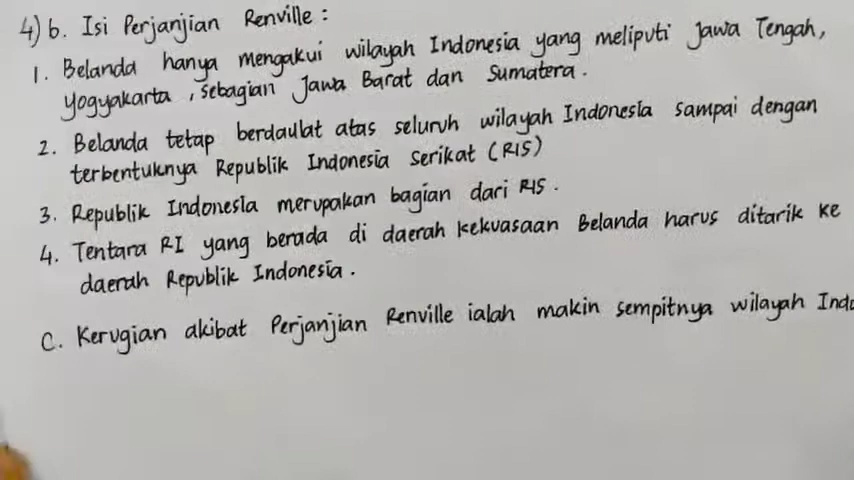 4) b. Isi Perjanjian Renville :
1. Belanda hanya mengakui wilayah Indonesia yang meliputi Jawa Tengah,
Yogyakarta, sebagian Jawa Barat dan Sumatera.
2. Belanda tetap berdaulat atas seluruh wilayah Indonesia sampai dengan
terbentuknya Republik Indonesia Serikat (RIS)
3. Republik Indonesia merupakan bagian dari RIS.
4. Tentara RI yang berada di daerah kekuasaan Belanda harus ditarik ke
daerah Republik Indonesia.
C. Kerugian akibat Perjanjian Renville ialah makin sempitnya wilayah